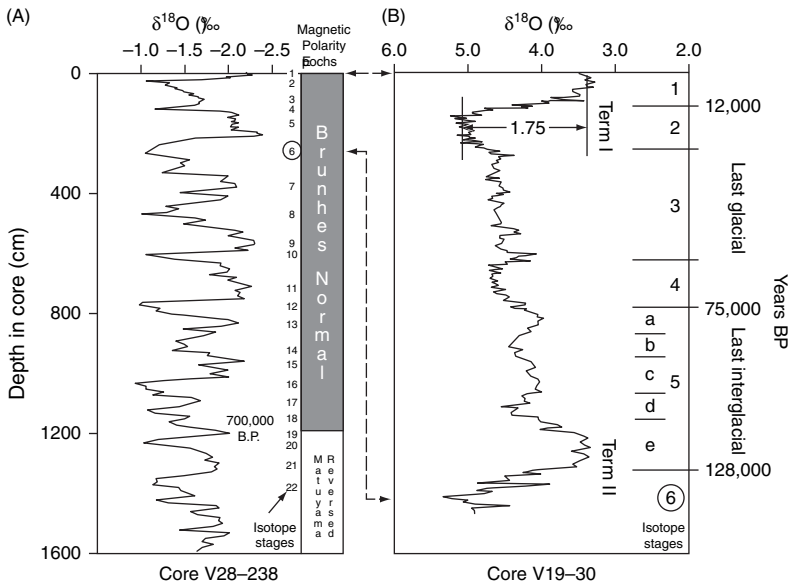 (A)
δ18O (‰
–1.0 –1.5 –2.0 –2.5
Magnetic
Polarity
Epochs
Depth in core (cm)
0
400
800
1200
1600
1
2
3
4
5
6
7
8
9
10
11
12
13
14
15
16
17
18
19
20
21
22
700,000
B.P.
Isotope
stages
Brunhes Normal
Matuyama
Reversed
Core V28–238
(B)
δ18O (‰
6.0 5.0 4.0 3.0 2.0
1.75
Term I
Term II
1
2
3
4
a
b
c
d
e
5
6
Isotope
stages
12,000
75,000
128,000
Last glacial
Last interglacial
Years BP
Core V19–30